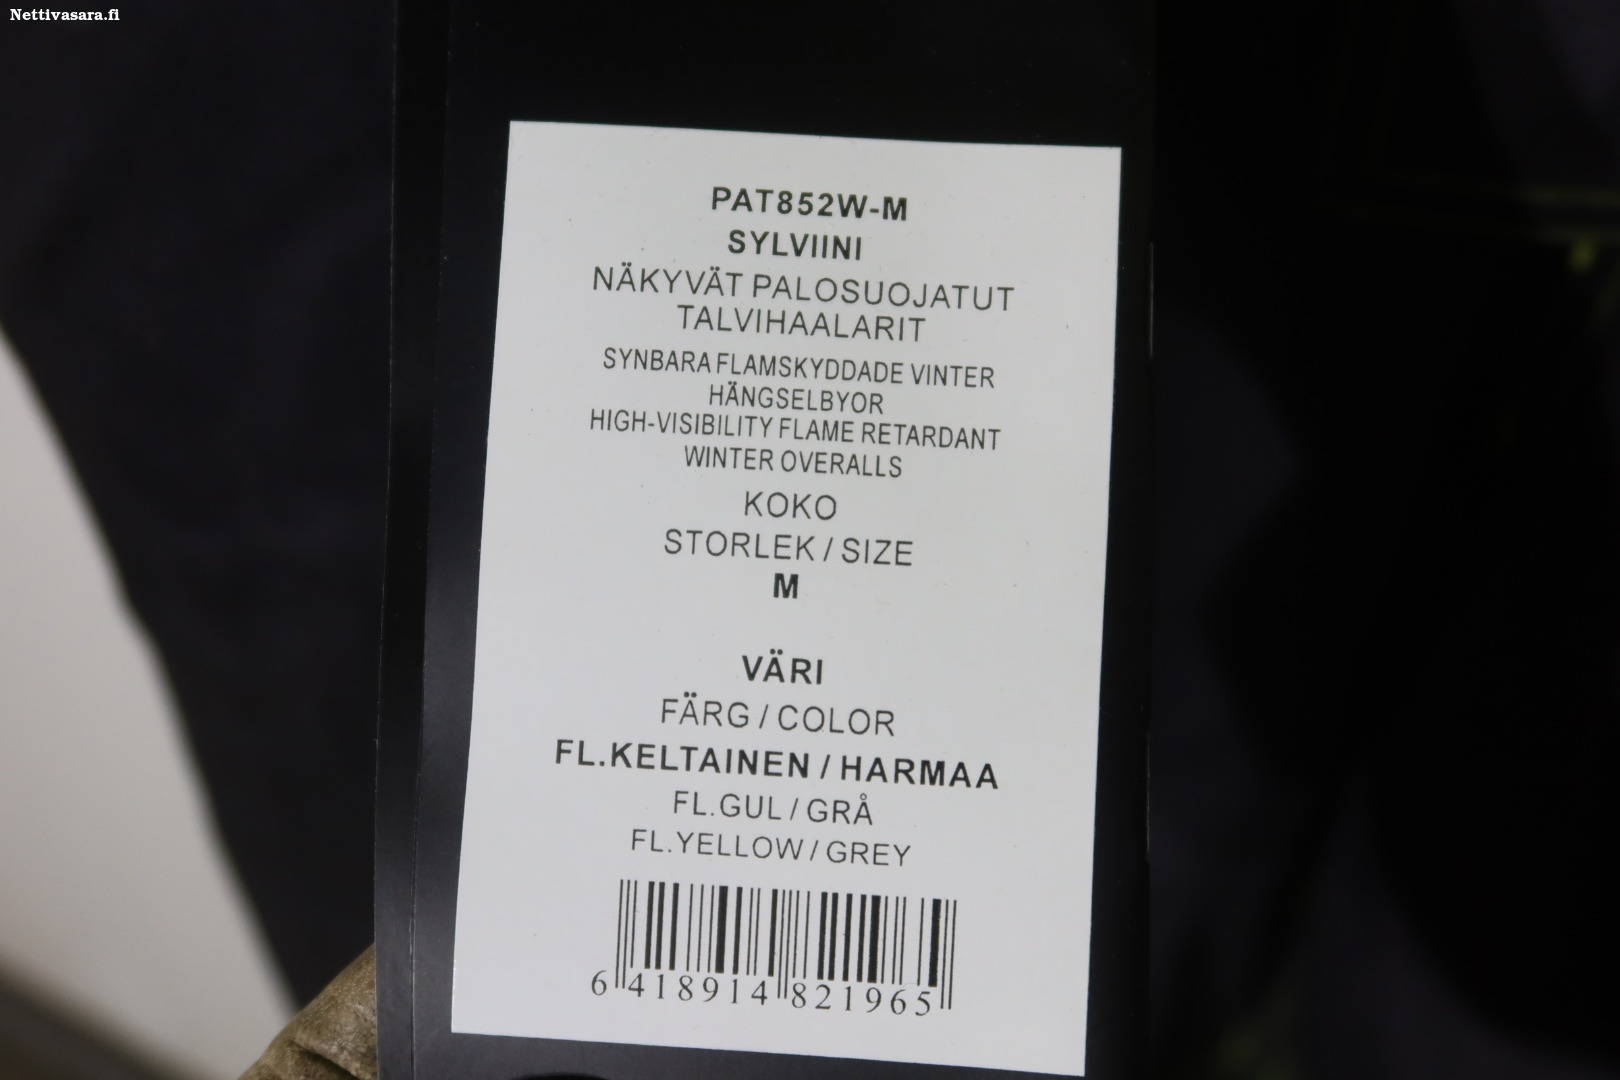 Nettivasara.fi
PAT852W-M
SYLVIINI
NÄKYVÄT PALOSUOJATUT
TALVIHAALARIT
SYNBARA FLAMSKYDDADE VINTER
HÄNGSELBYOR
HIGH-VISIBILITY FLAME RETARDANT
WINTER OVERALLS
KOKO
STORLEK / SIZE
M
VÄRI
FÄRG / COLOR
FL.KELTAINEN / HARMAA
FL.GUL / GRÅ
FL.YELLOW / GREY
6 418914 821965